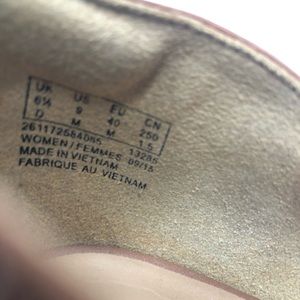 UK US EU CN
6½ 9 40 250
D M M 1.5
261172584085 13285
WOMEN/FEMMES 09/15
MADE IN VIETNAM
FABRIQUE AU VIETNAM